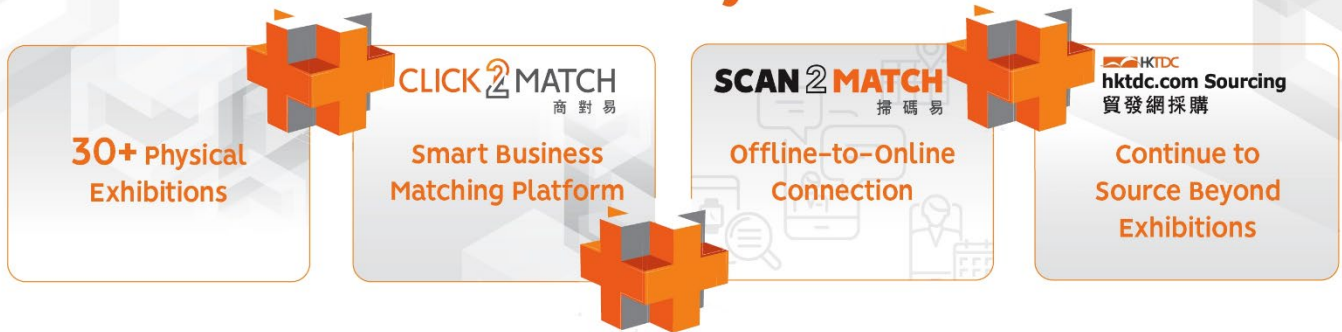 30+ Physical
Exhibitions
CLICK2MATCH
商對易
Smart Business
Matching Platform
SCAN2MATCH
掃碼易
Offline-to-Online
Connection
HKTDC
hktdc.com Sourcing
貿發網採購
Continue to
Source Beyond
Exhibitions